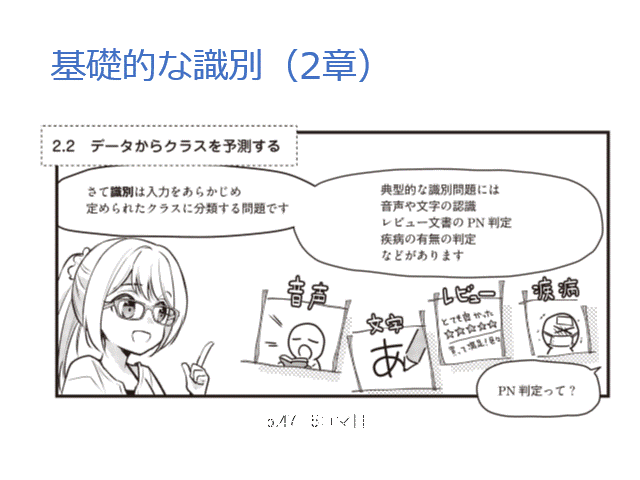 基礎的な識別（2章）
2.2 データからクラスを予測する
さて識別は入力をあらかじめ
定められたクラスに分類する問題です
典型的な識別問題には
音声や文字の認識
レビュー文書の PN 判定
疾病の有無の判定
などがあります
音声
文字
あ
レビュー
とても良かった
☆☆☆☆☆
疾病
PN 判定って？